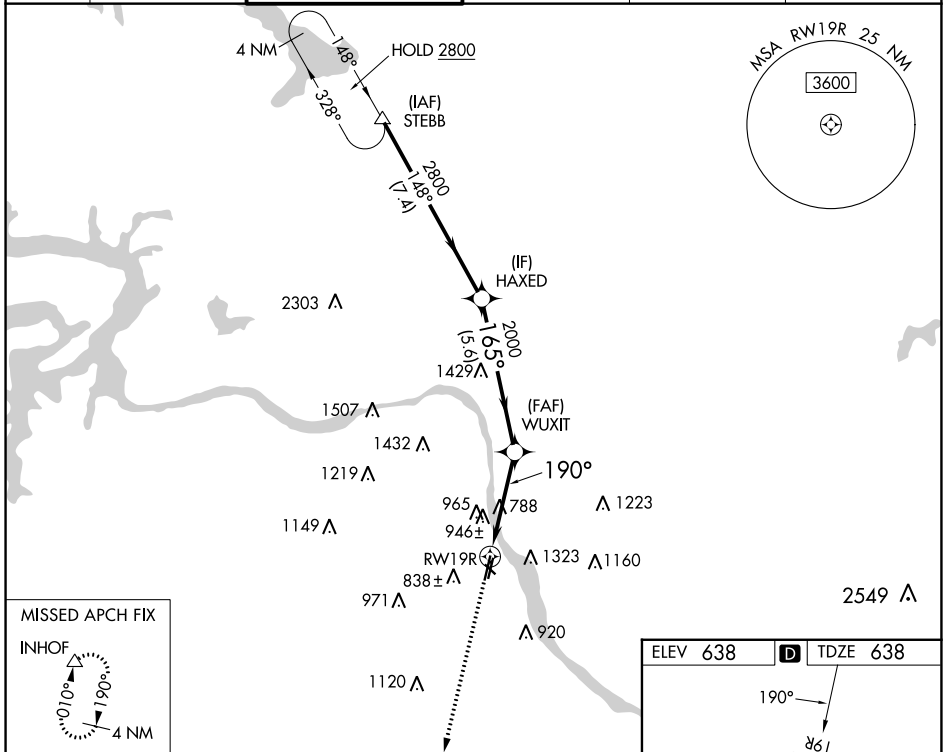 4 NM
148°
HOLD 2800
328°
(IAF)
STEBB
MSA RW19R 25 NM
3600
2800
148°
(7.4)
(IF)
HAXED
2303
2000
165°
(5.6)
1429
(FAF)
WUXIT
1507
1432
1219
190°
965
788
1223
1149
946±
RW19R
1323
1160
838±
971
2549
920
1120
MISSED APCH FIX
INHOF
010°
190°
4 NM
ELEV 638 D TDZE 638
190°
19R